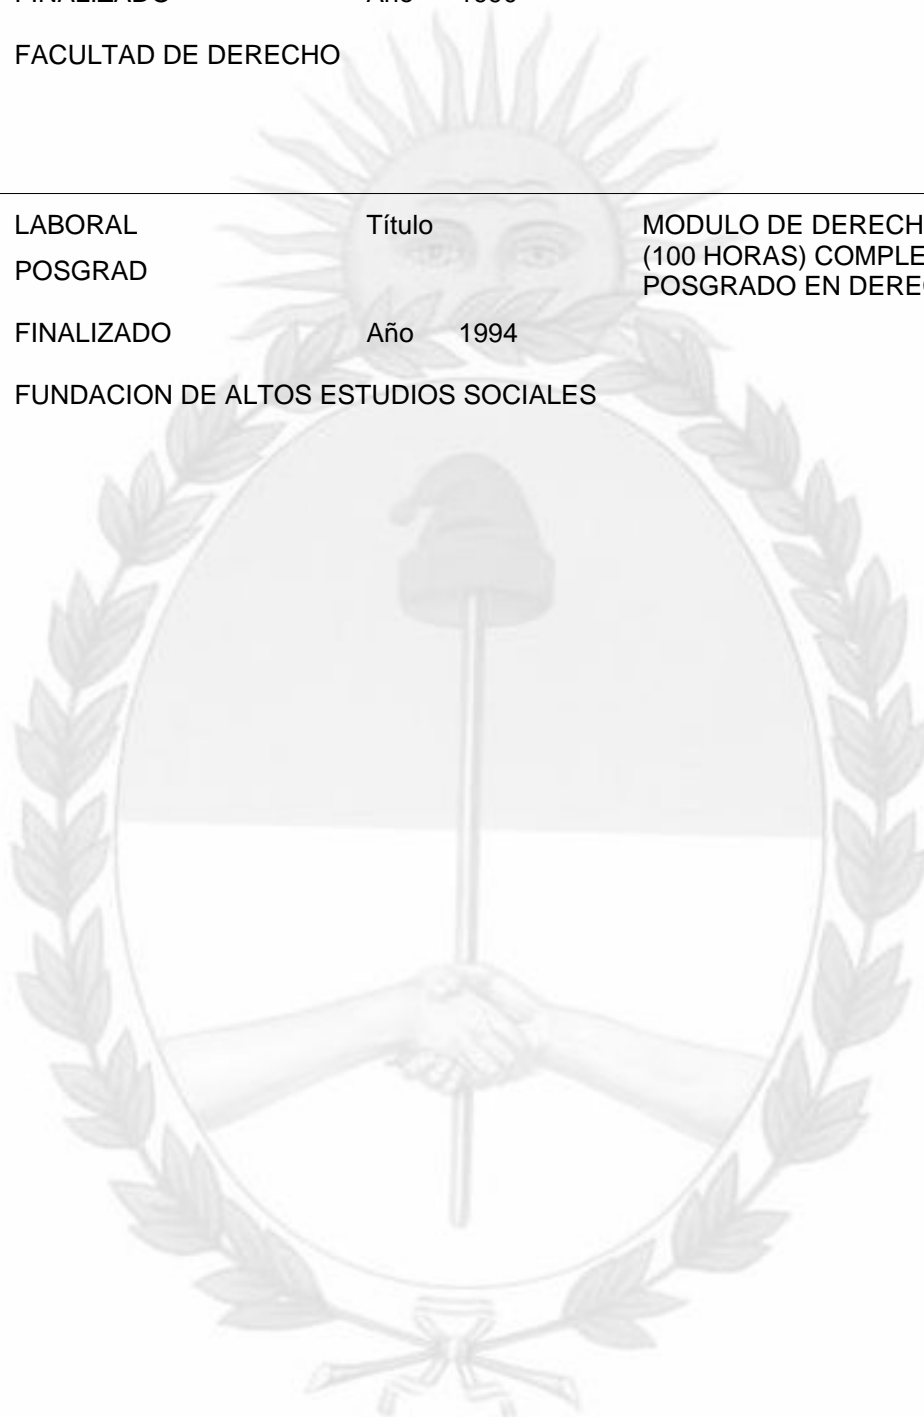 FACULTAD DE DERECHO
LABORAL Título MODULO DE DERECH
POSGRAD (100 HORAS) COMPLE
POSGRADO EN DERE
FINALIZADO Año 1994
FUNDACION DE ALTOS ESTUDIOS SOCIALES